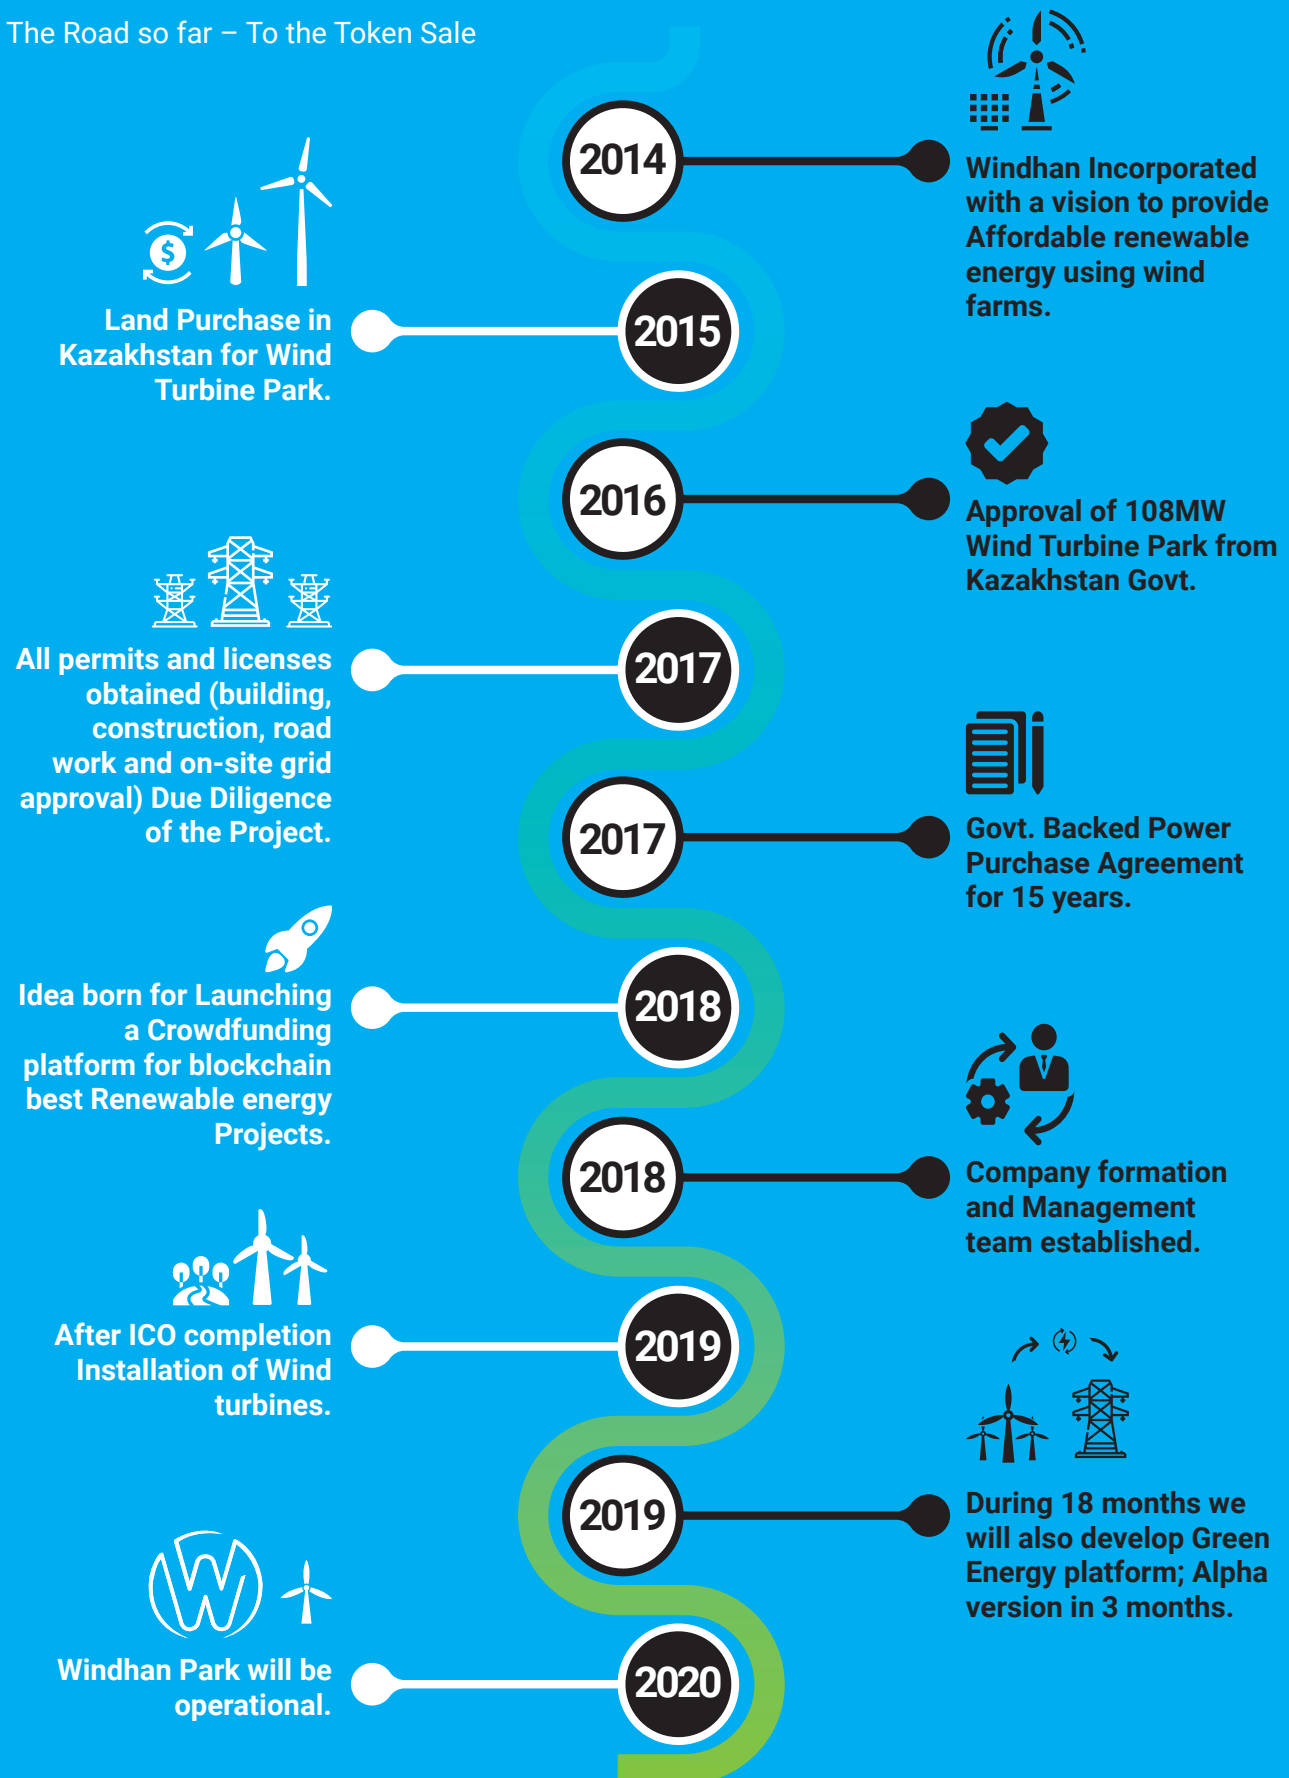 The Road so far – To the Token Sale
2014
Windhan Incorporated
with a vision to provide
Affordable renewable
energy using wind
farms.
2015
Land Purchase in
Kazakhstan for Wind
Turbine Park.
2016
Approval of 108MW
Wind Turbine Park from
Kazakhstan Govt.
2017
All permits and licenses
obtained (building,
construction, road
work and on-site grid
approval) Due Diligence
of the Project.
2017
Govt. Backed Power
Purchase Agreement
for 15 years.
2018
Idea born for Launching
a Crowdfunding
platform for blockchain
best Renewable energy
Projects.
2018
Company formation
and Management
team established.
2019
After ICO completion
Installation of Wind
turbines.
2019
During 18 months we
will also develop Green
Energy platform; Alpha
version in 3 months.
2020
Windhan Park will be
operational.